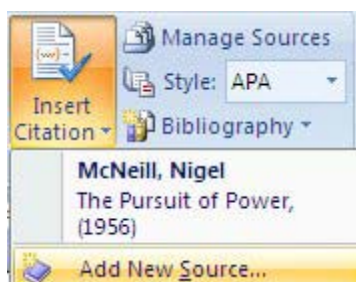 Manage Sources
Style: APA
Insert
Citation
Bibliography
McNeill, Nigel
The Pursuit of Power,
(1956)
Add New Source...